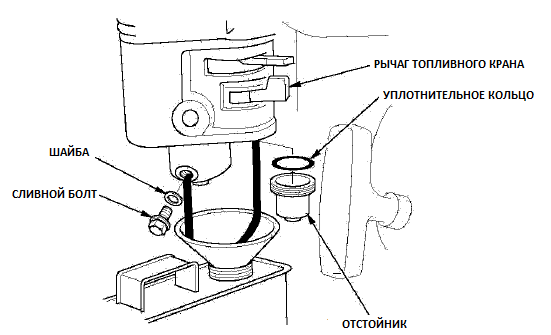 РЫЧАГ ТОПЛИВНОГО КРАНА
УПЛОТНИТЕЛЬНОЕ КОЛЬЦО
ШАЙБА
СЛИВНОЙ БОЛТ
ОТСТОЙНИК